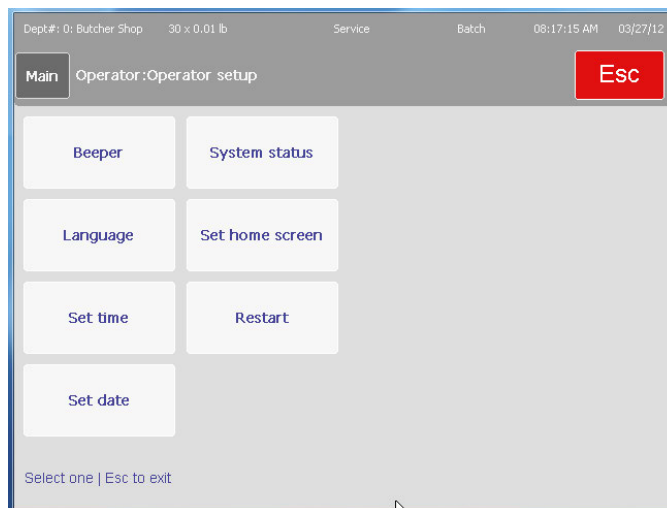 Dept#: 0: Butcher Shop 30 x 0.01 lb Service Batch 08:17:15 AM 03/27/12
Main Operator:Operator setup Esc
Beeper System status
Language Set home screen
Set time Restart
Set date
Select one | Esc to exit